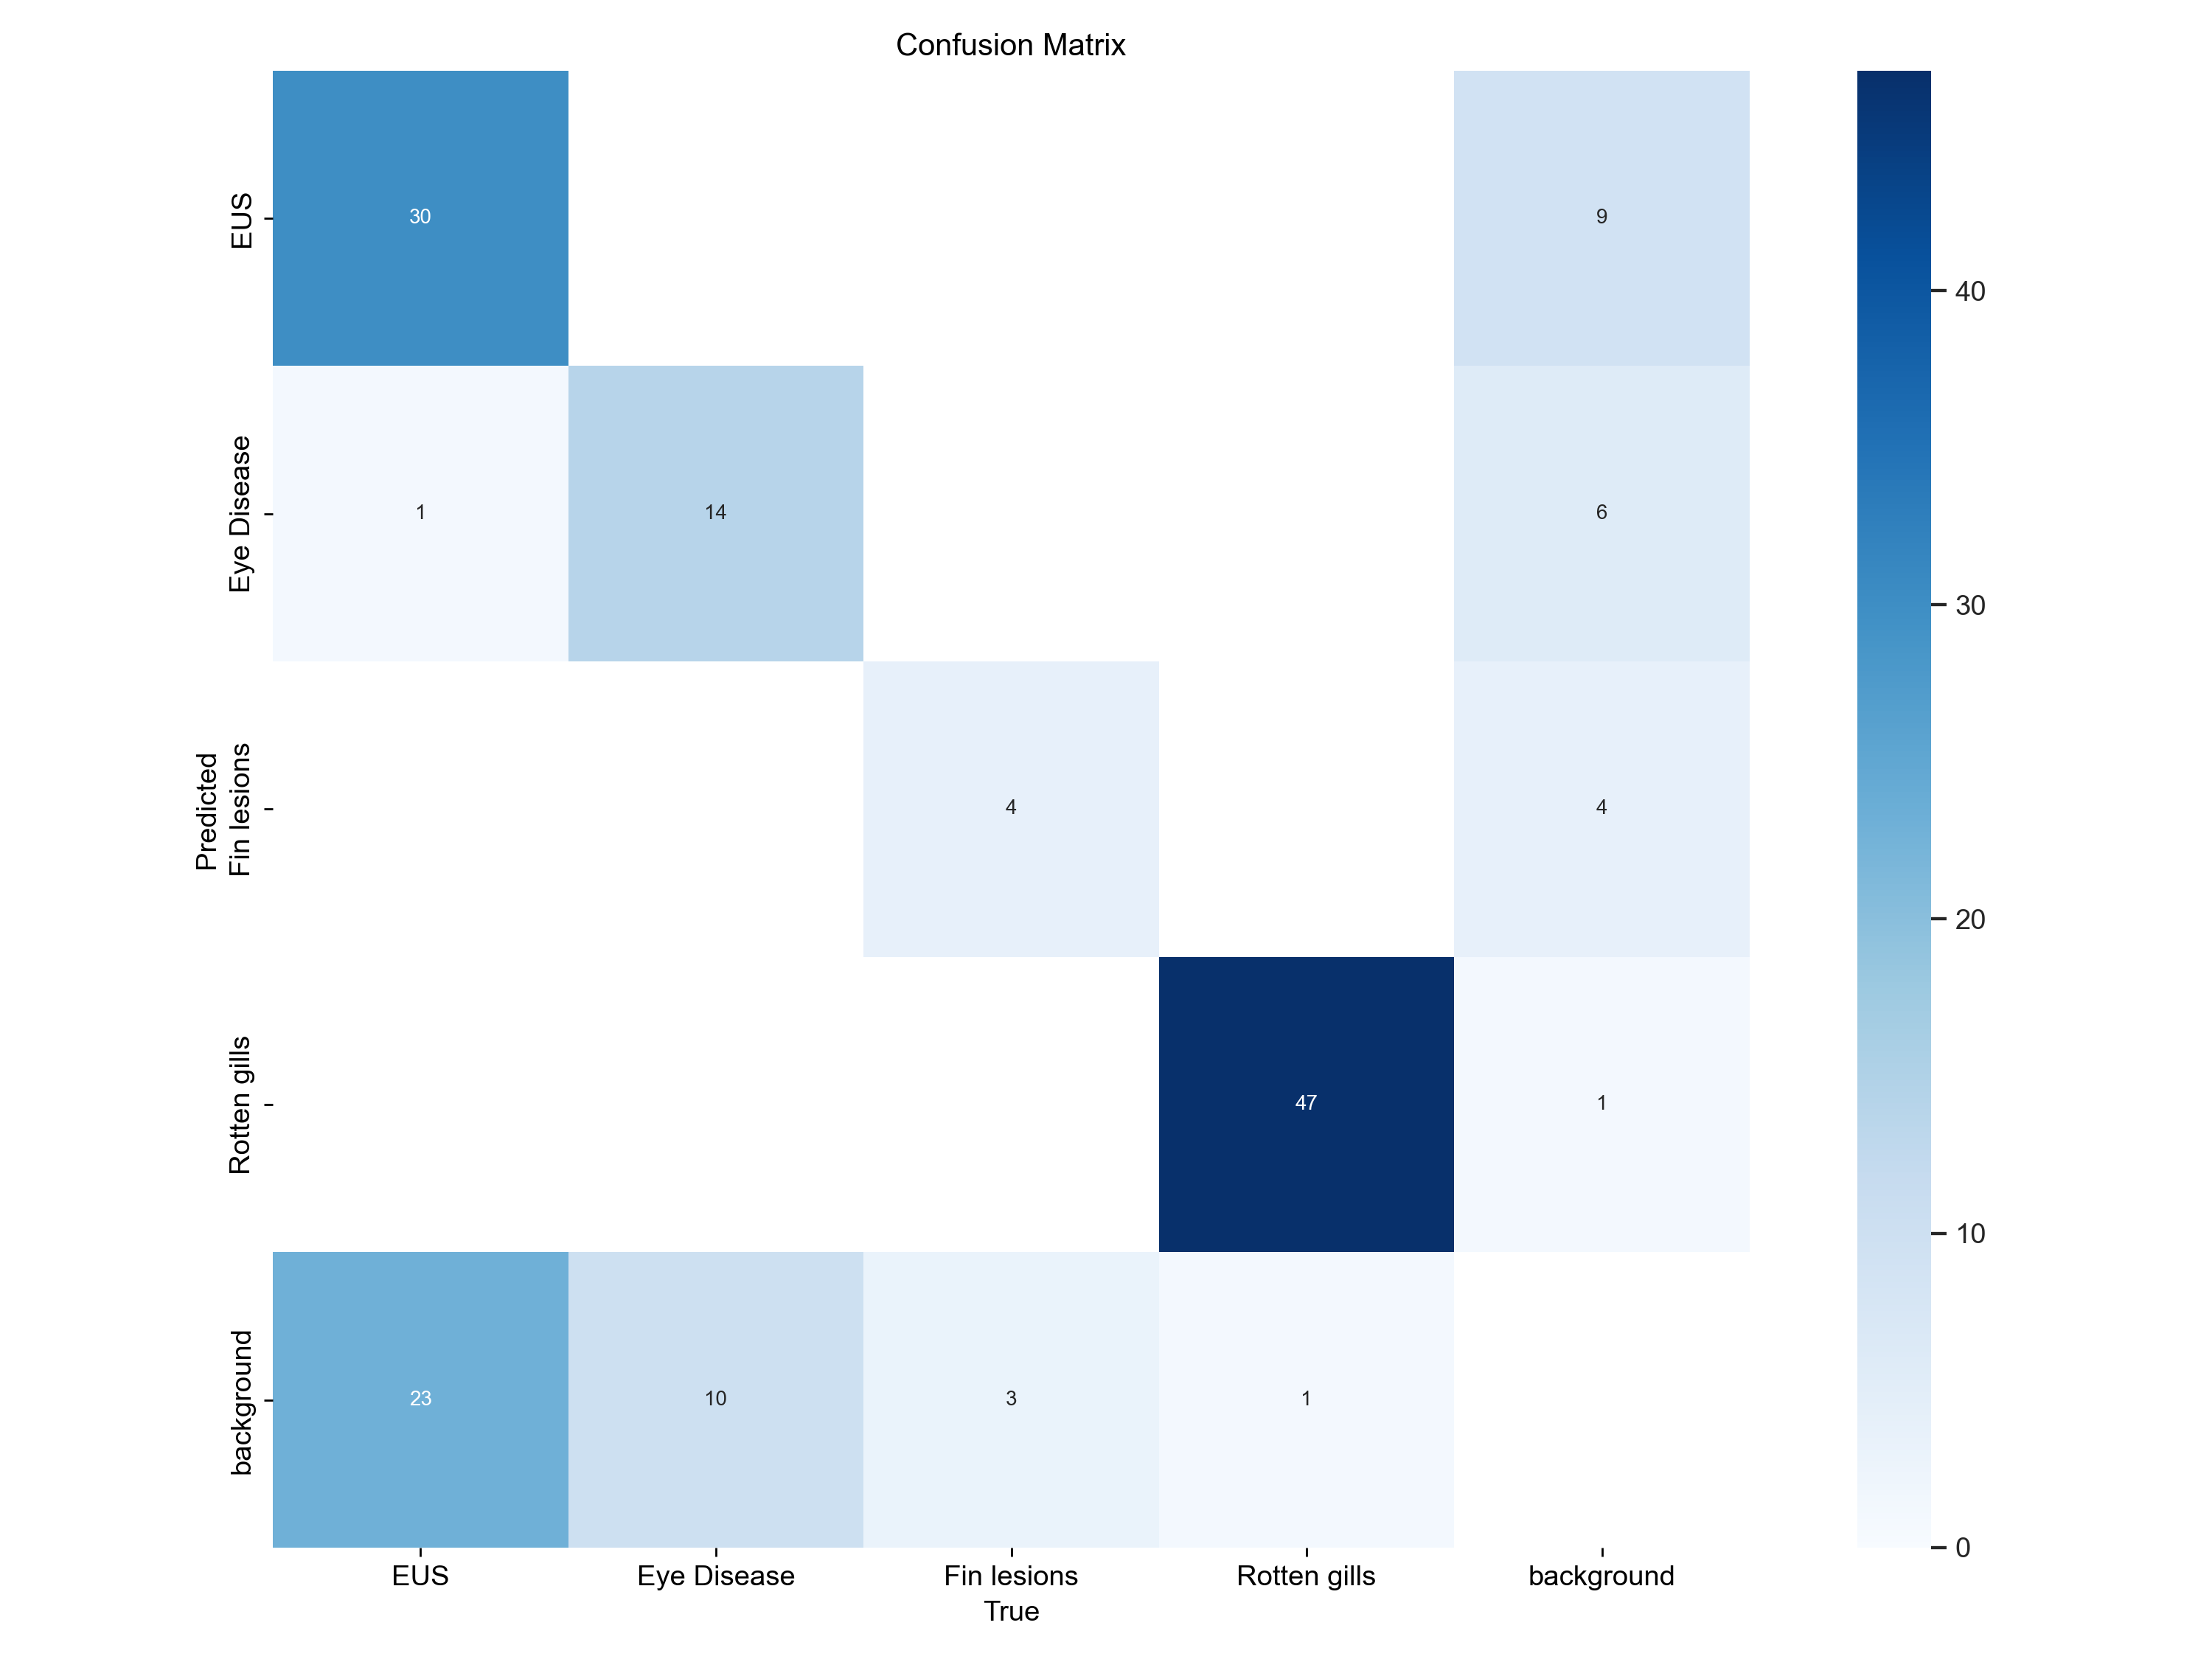 Confusion Matrix
EUS
30
9
40
Eye Disease
1
14
6
30
Predicted
Fin lesions
4
4
20
Rotten gills
47
1
10
background
23
10
3
1
0
EUS
Eye Disease
Fin lesions
Rotten gills
background
True